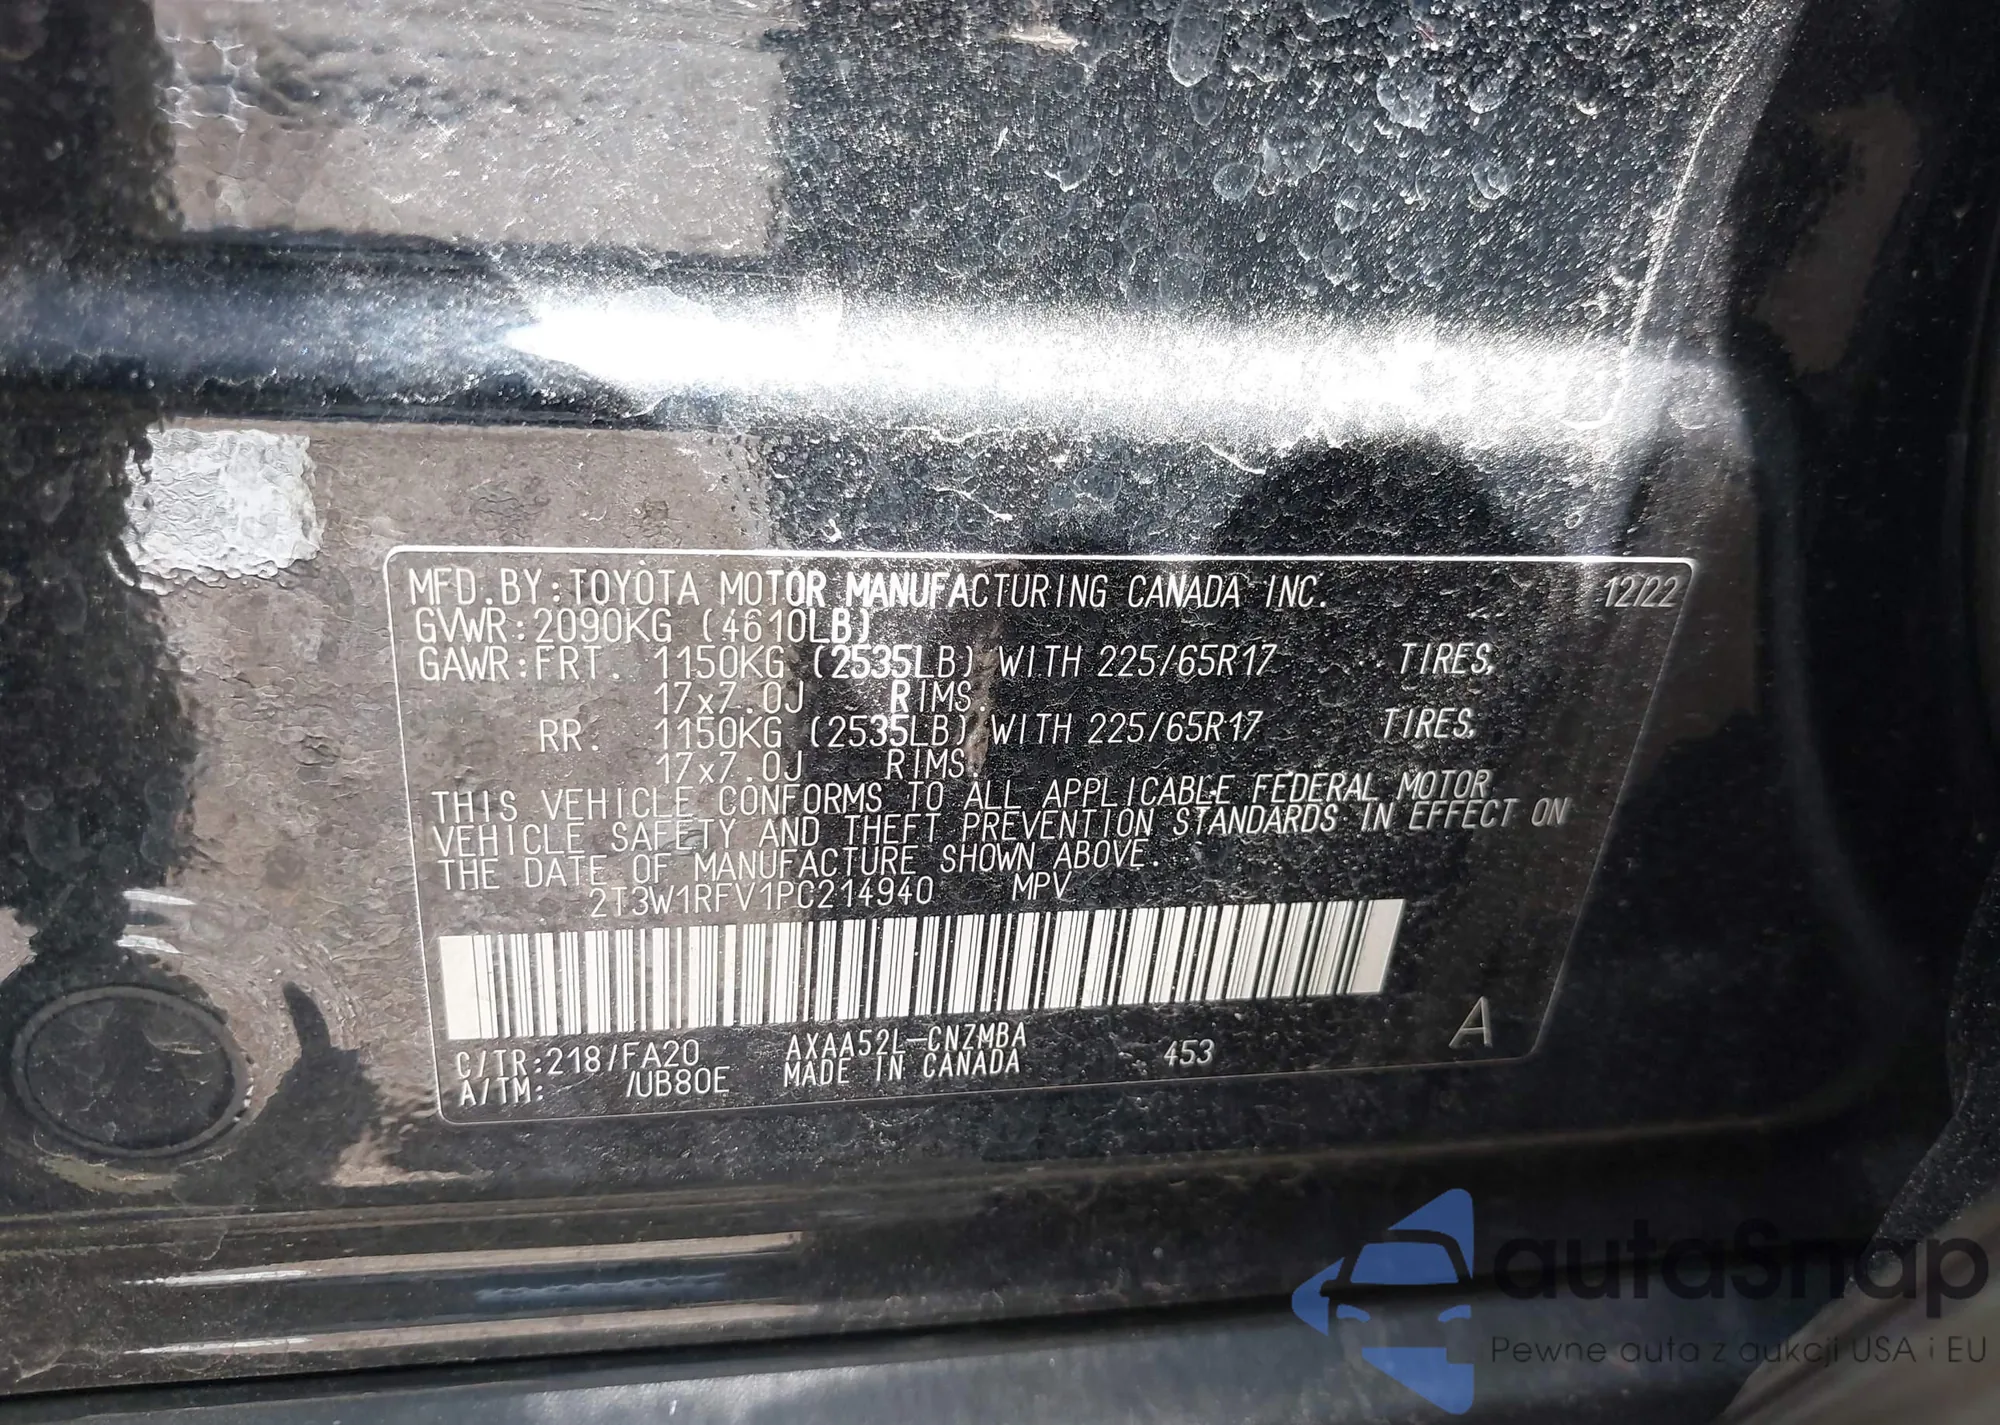 MFD.BY:TOYOTA MOTOR MANUFACTURING CANADA INC. 12/22
GVWR:2090KG (4610LB)
GAWR:FRT. 1150KG (2535LB) WITH 225/65R17 TIRES,
17x7.0J RIMS.
RR. 1150KG (2535LB) WITH 225/65R17 TIRES,
17x7.0J RIMS.
THIS VEHICLE CONFORMS TO ALL APPLICABLE FEDERAL MOTOR
VEHICLE SAFETY AND THEFT PREVENTION STANDARDS IN EFFECT ON
THE DATE OF MANUFACTURE SHOWN ABOVE.
2T3W1RFV1PC214940 MPV
C/TR:218/FA20 AXAA52L-CNZMBA 453 A
A/TM: /UB80E MADE IN CANADA
autaSnap
Pewne auta z aukcji USA i EU